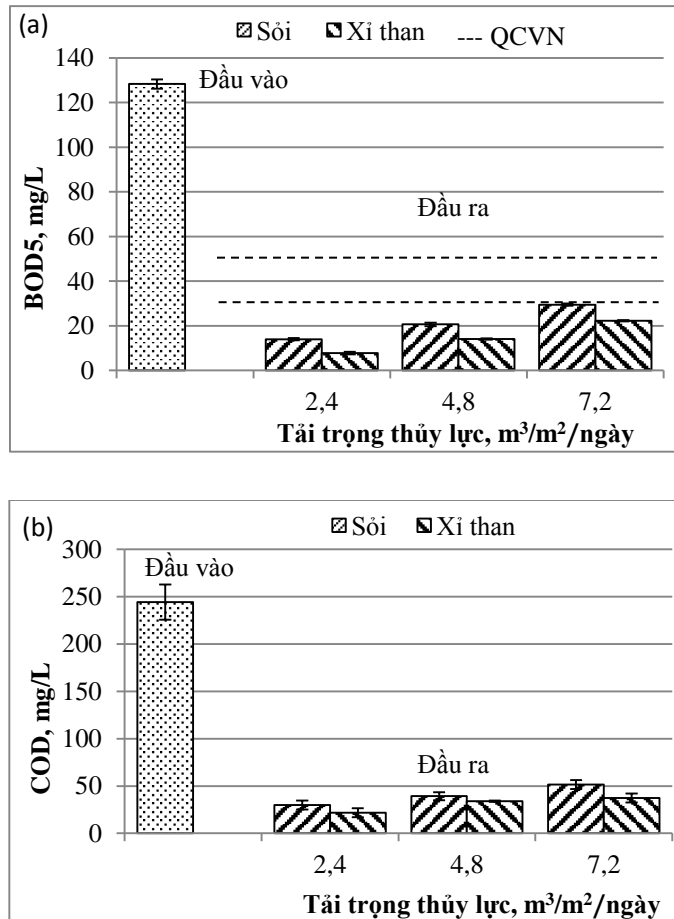 (a)
Sỏi Xỉ than --- QCVN
140
120
100
80
60
40
20
0
BOD5, mg/L
Đầu vào
Đầu ra
2,4 4,8 7,2
Tải trọng thủy lực, m³/m²/ngày
(b)
Sỏi Xỉ than
300
250
200
150
100
50
0
COD, mg/L
Đầu vào
Đầu ra
2,4 4,8 7,2
Tải trọng thủy lực, m³/m²/ngày